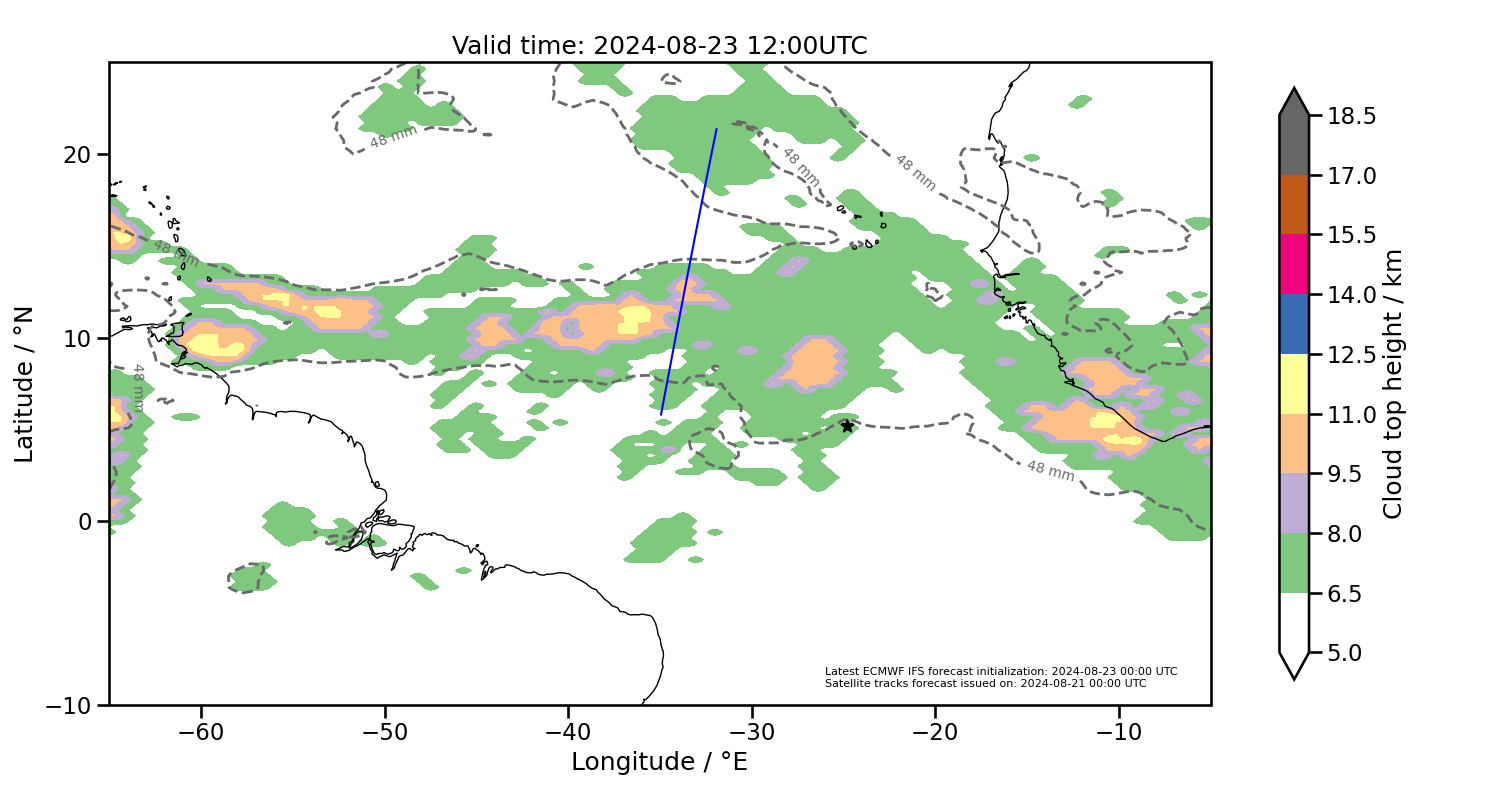 Valid time: 2024-08-23 12:00UTC
48 mm
48 mm
48 mm
48 mm
48 mm
48 mm
20
10
0
−10
Latitude / °N
−60
−50
−40
−30
−20
−10
Longitude / °E
Latest ECMWF IFS forecast initialization: 2024-08-23 00:00 UTC
Satellite tracks forecast issued on: 2024-08-21 00:00 UTC
18.5
17.0
15.5
14.0
12.5
11.0
9.5
8.0
6.5
5.0
Cloud top height / km